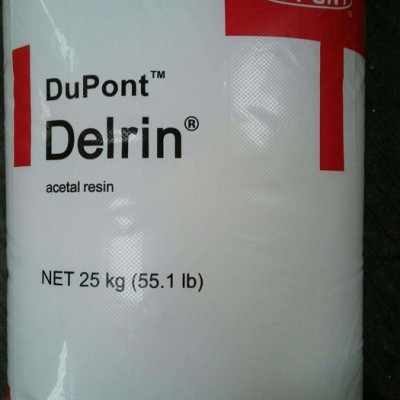 DuPont™
Delrin®
acetal resin
NET 25 kg (55.1 lb)